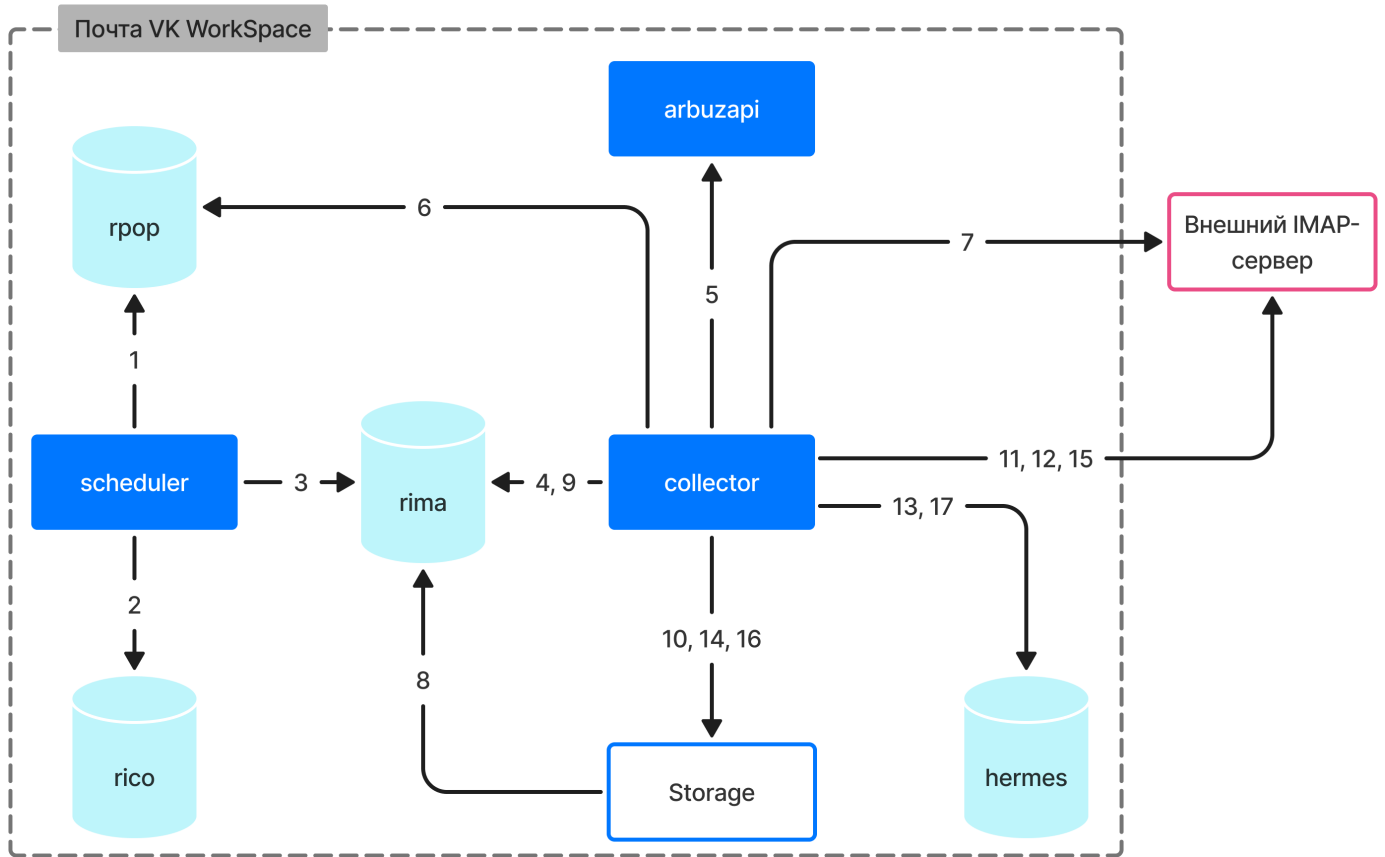 Почта VK WorkSpace
arbuzapi
rpop
6
7
Внешний IMAP-
сервер
5
1
scheduler
3
rima
4, 9
collector
11, 12, 15
13, 17
2
10, 14, 16
8
rico
Storage
hermes